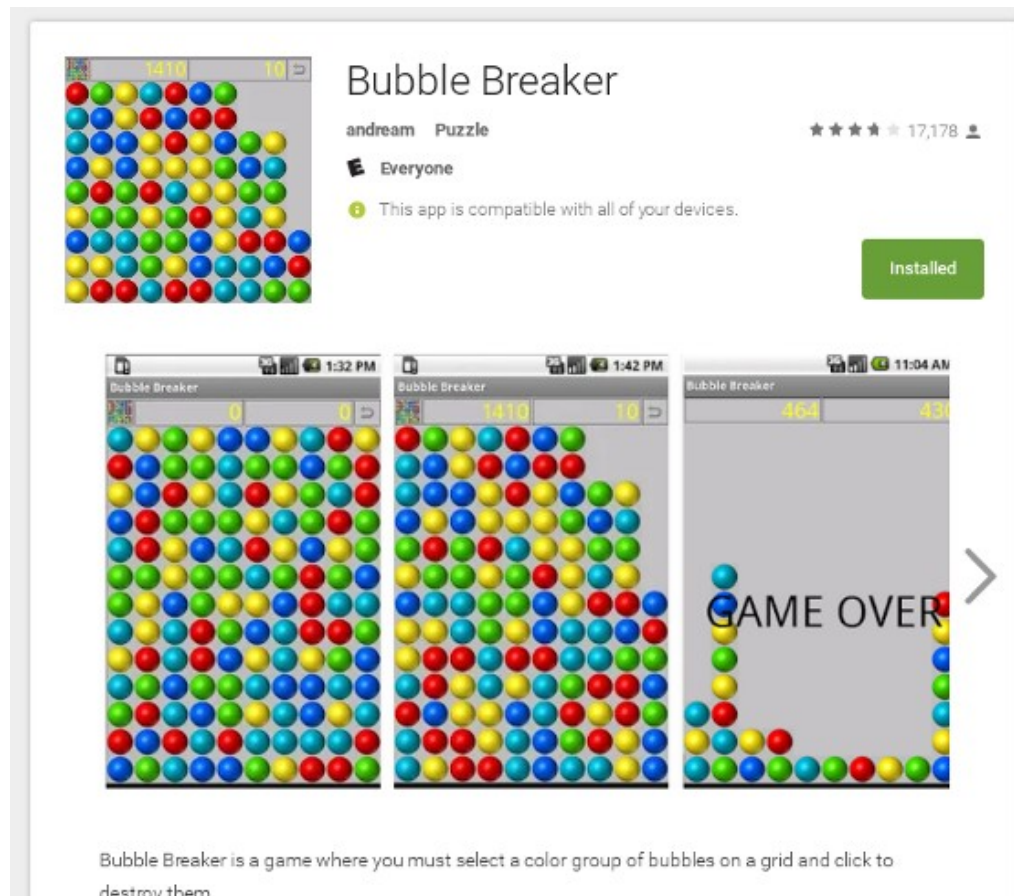 1410 10
Bubble Breaker
andream Puzzle
17,178
E Everyone
This app is compatible with all of your devices.
Installed
1:32 PM
Bubble Breaker
0 0
3G 1:42 PM
Bubble Breaker
1410 10
3G 11:04 AM
Bubble Breaker
464 430
GAME OVER
Bubble Breaker is a game where you must select a color group of bubbles on a grid and click to
destroy them